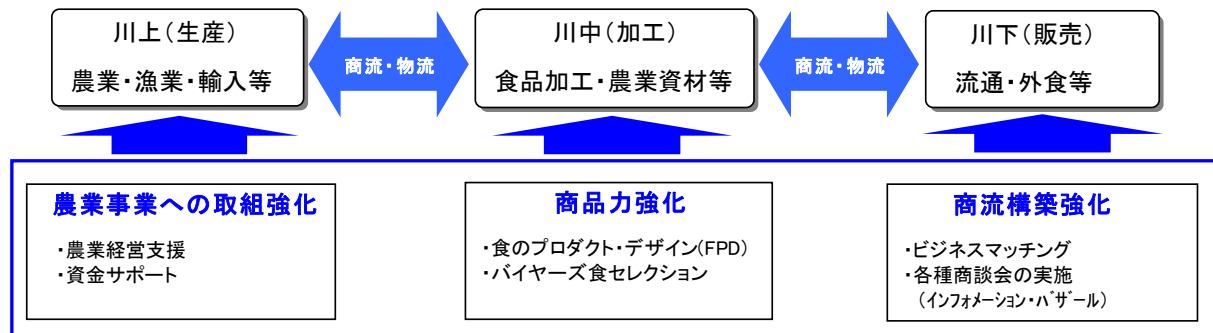 川上(生産)
農業・漁業・輸入等
商流・物流
川中(加工)
食品加工・農業資材等
商流・物流
川下(販売)
流通・外食等
農業事業への取組強化
・農業経営支援
・資金サポート
商品力強化
・食のプロダクト・デザイン(FPD)
・バイヤーズ食セレクション
商流構築強化
・ビジネスマッチング
・各種商談会の実施
(インフォメーション・バザール)